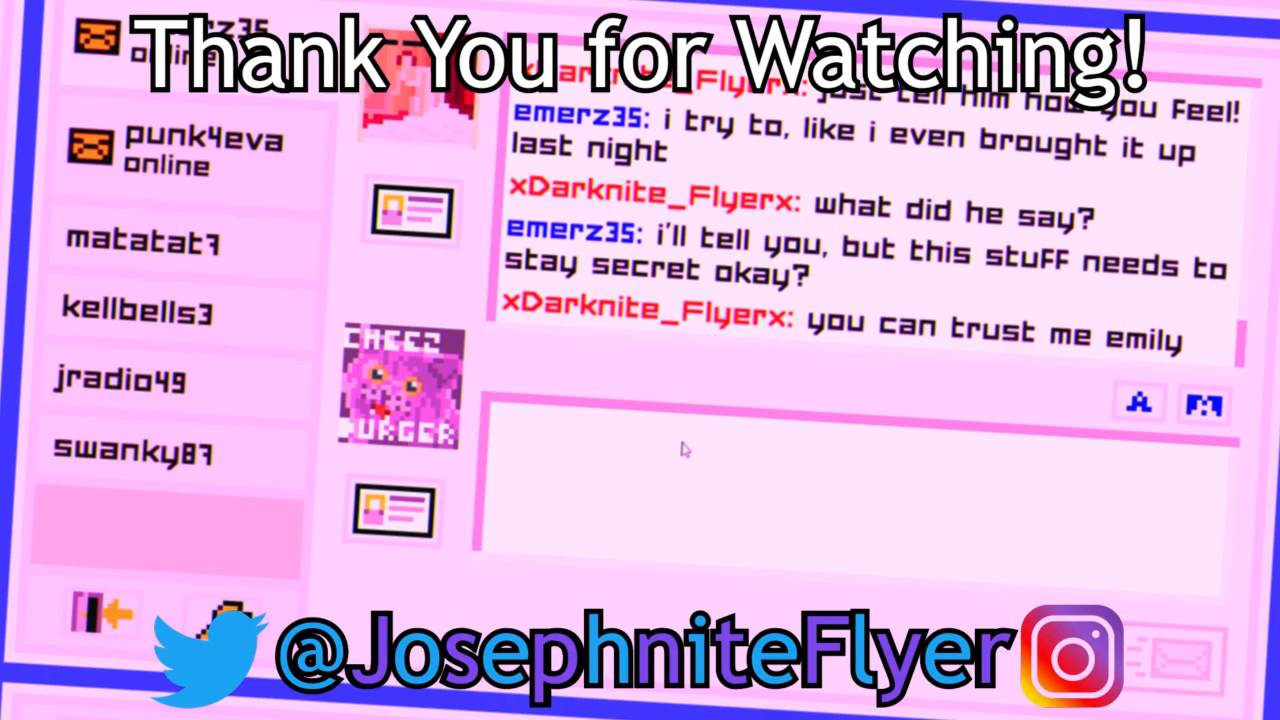 Thank You for Watching!
online
punk4eva
online
matatat7
kellbells3
jradio49
swanky87
CHEEZ
BURGER
xDarknite_Flyerx: just tell him how you feel!
emerz35: i try to, like i even brought it up
last night
xDarknite_Flyerx: what did he say?
emerz35: i'll tell you, but this stuff needs to
stay secret okay?
xDarknite_Flyerx: you can trust me emily
A
@JosephniteFlyer